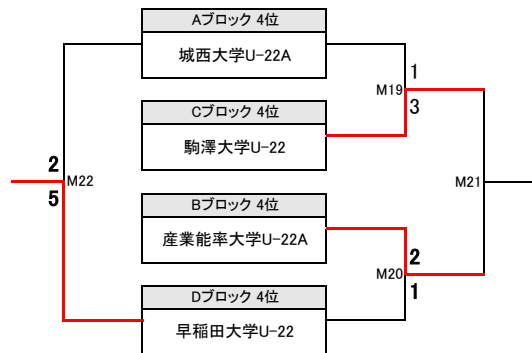 Aブロック 4位
城西大学U-22A
1
M19
Cブロック 4位
3
駒澤大学U-22
2
M22
M21
5
Bブロック 4位
産業能率大学U-22A
2
M20
Dブロック 4位
1
早稲田大学U-22